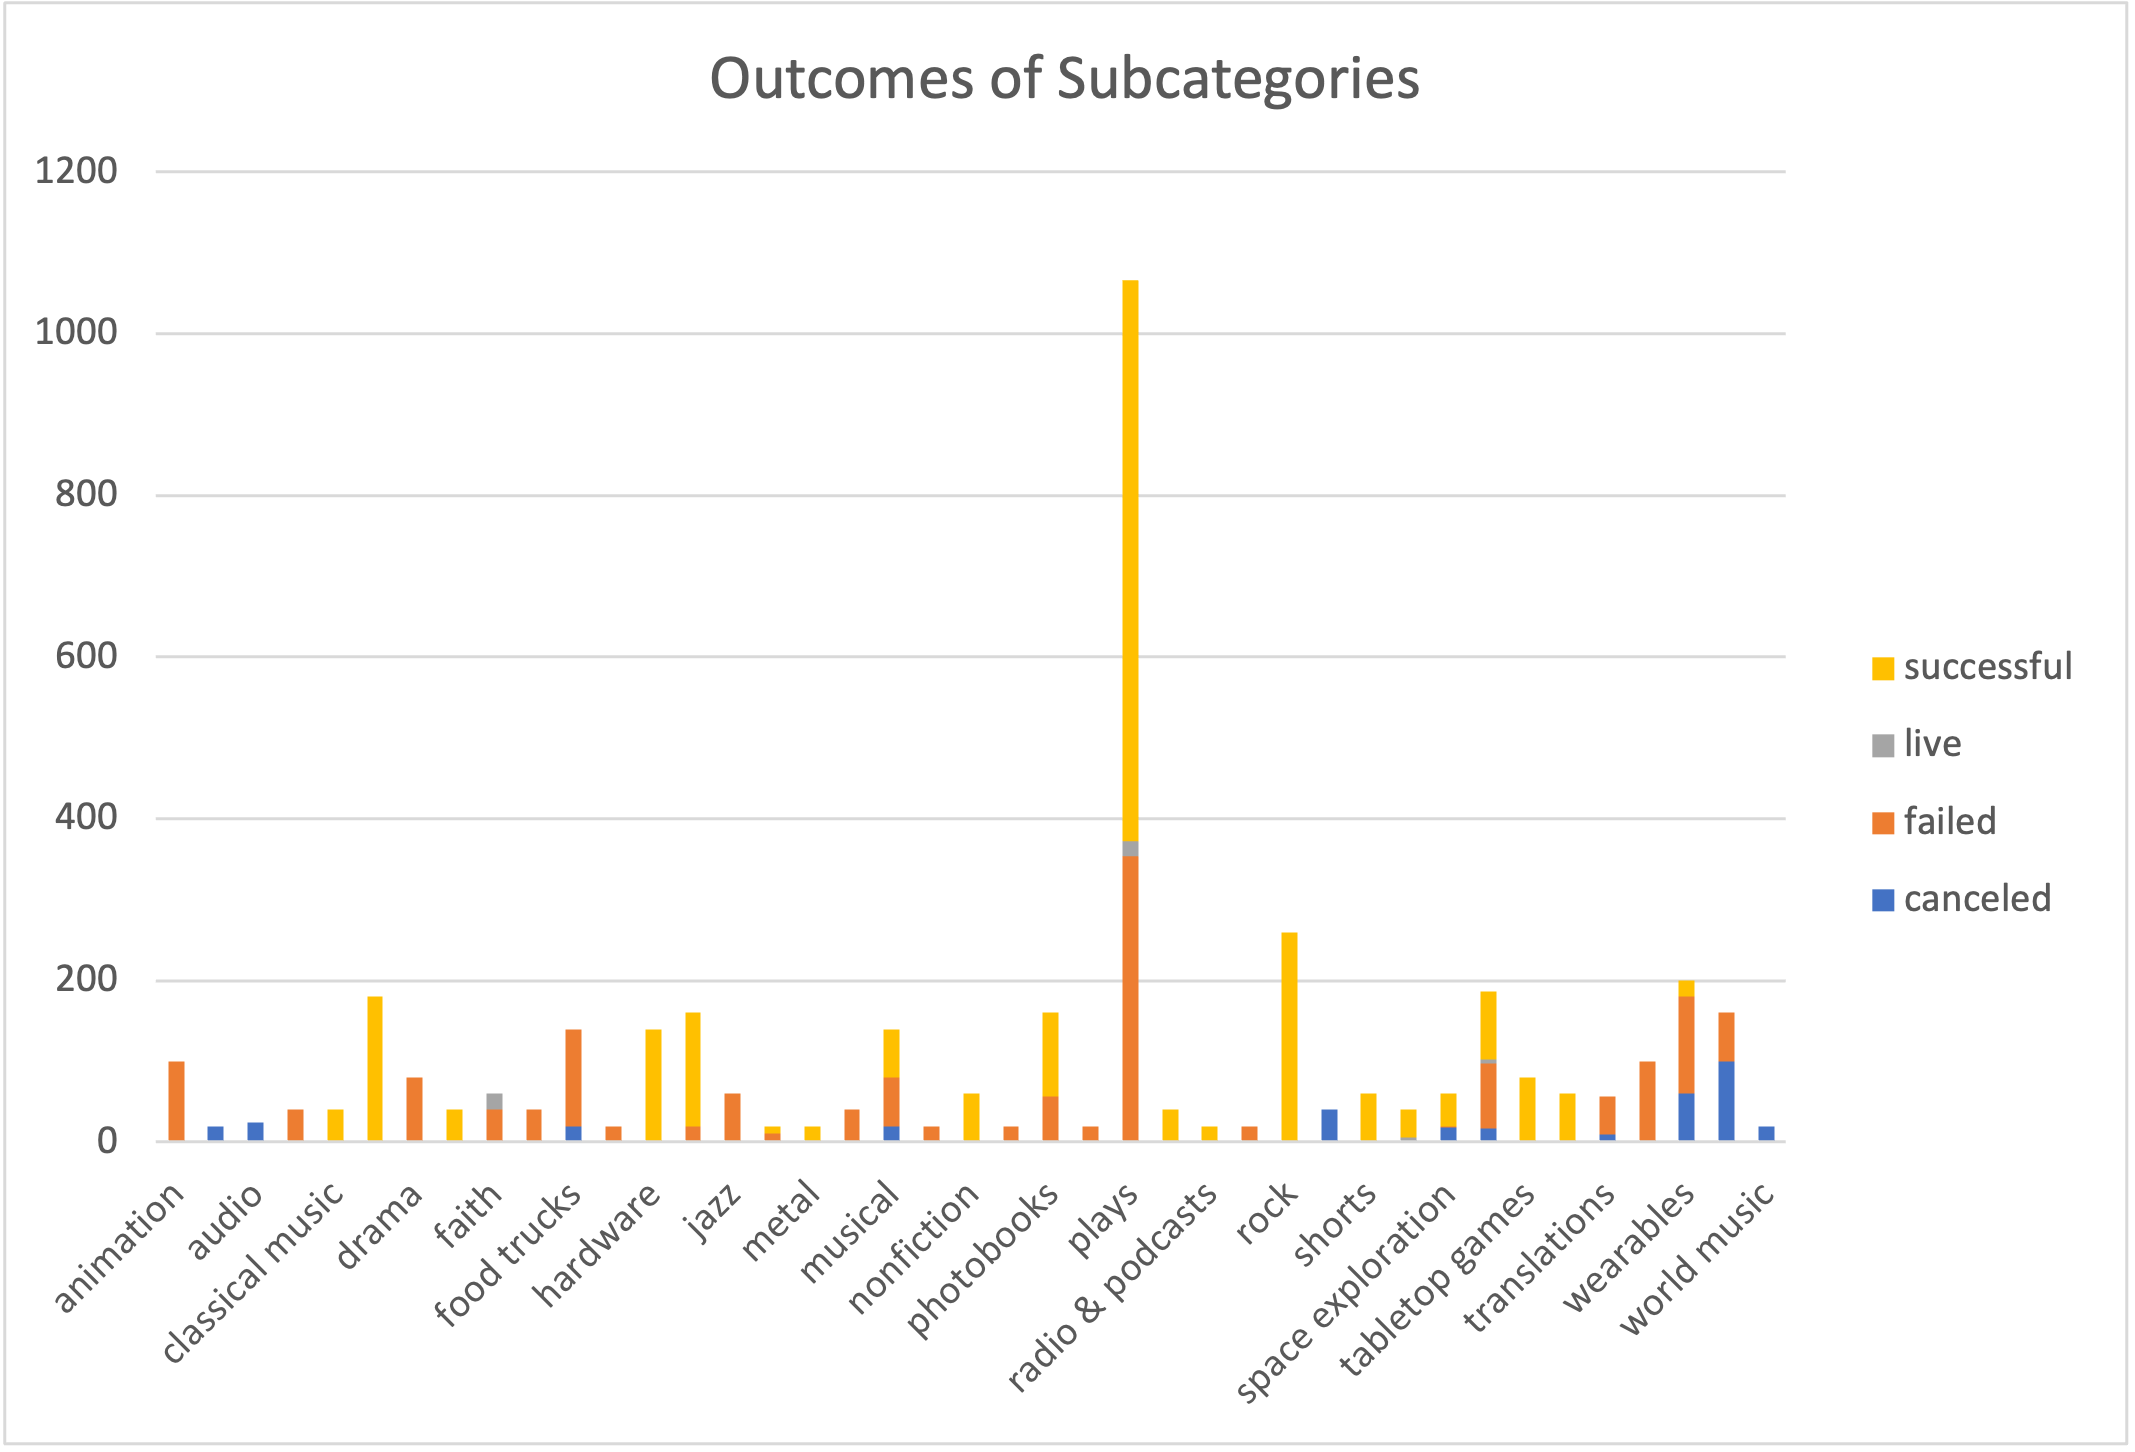 Outcomes of Subcategories
1200
1000
800
600
400
200
0
successful
live
failed
canceled
animation
audio
classical music
drama
faith
food trucks
hardware
jazz
metal
musical
nonfiction
photobooks
plays
radio & podcasts
rock
shorts
space exploration
tabletop games
translations
wearables
world music